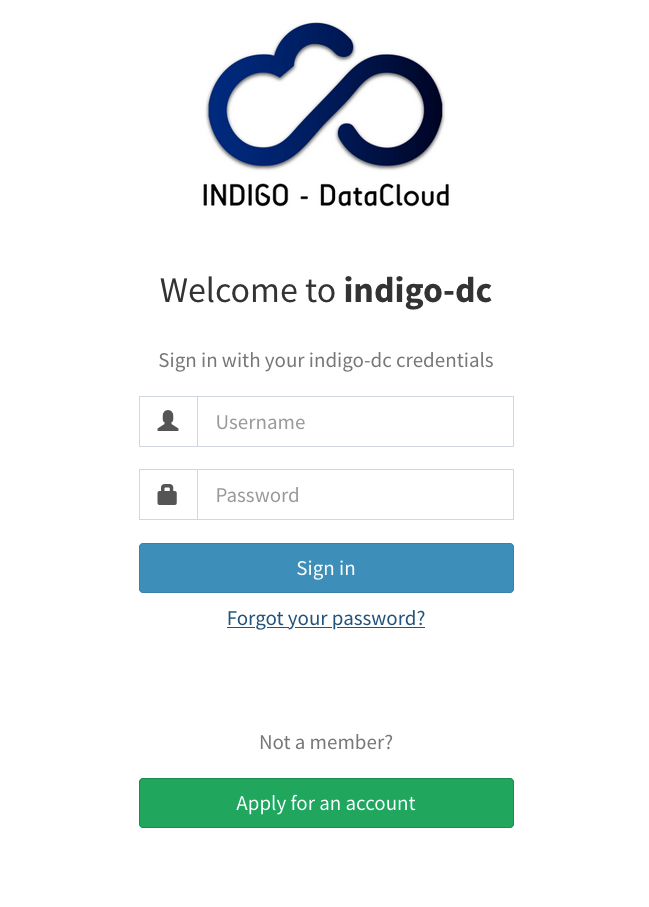 INDIGO - DataCloud
Welcome to indigo-dc
Sign in with your indigo-dc credentials
Username
Password
Sign in
Forgot your password?
Not a member?
Apply for an account